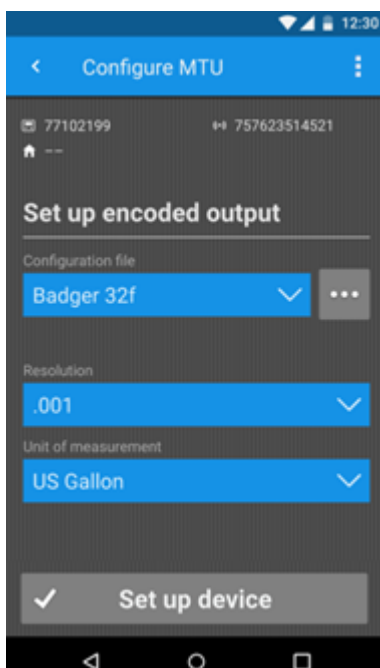 12:30
Configure MTU
77102199 757623514521
--
Set up encoded output
Configuration file
Badger 32f
Resolution
.001
Unit of measurement
US Gallon
Set up device